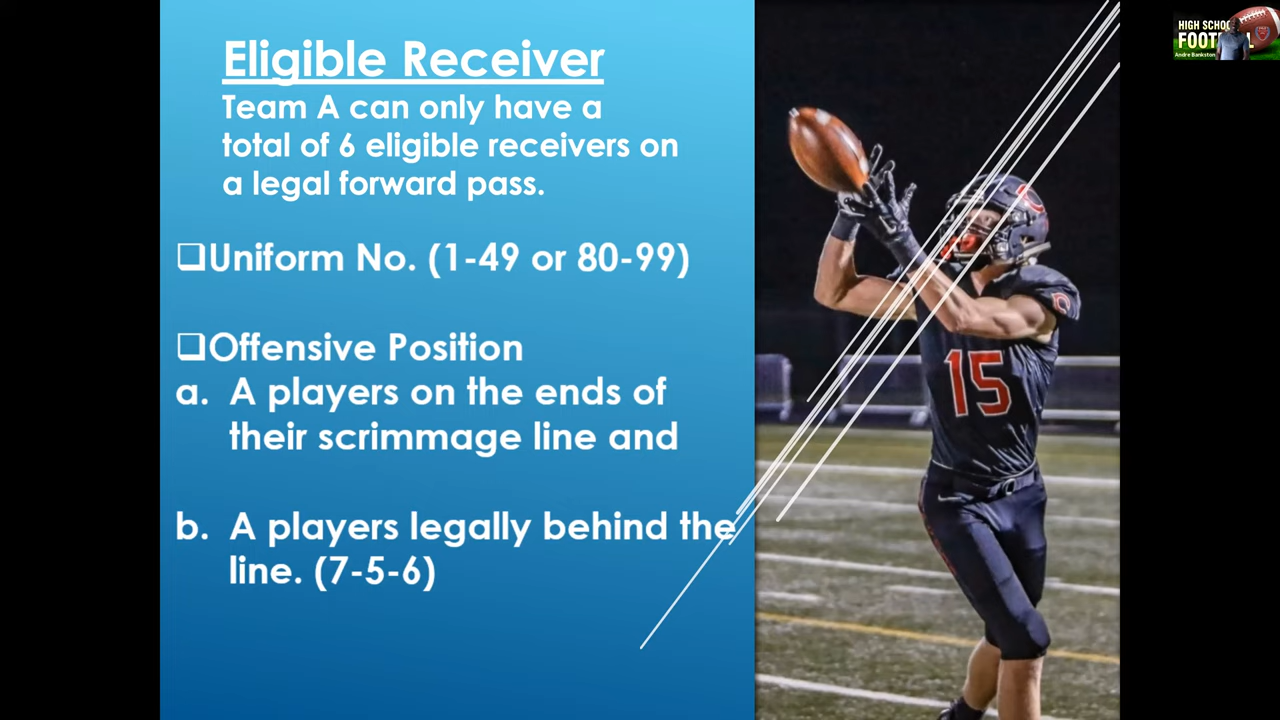 Eligible Receiver
Team A can only have a
total of 6 eligible receivers on
a legal forward pass.
❑Uniform No. (1-49 or 80-99)
❑Offensive Position
a. A players on the ends of
their scrimmage line and
b. A players legally behind the
line. (7-5-6)
15
HIGH SCHOO
FOOT L
Andre Bankston